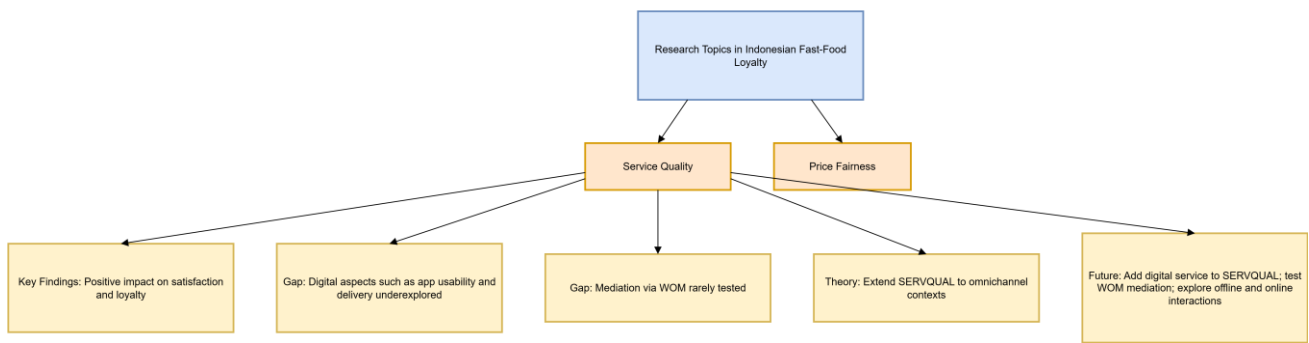 Research Topics in Indonesian Fast-Food
Loyalty
Service Quality
Price Fairness
Key Findings: Positive impact on satisfaction
and loyalty
Gap: Digital aspects such as app usability and
delivery underexplored
Gap: Mediation via WOM rarely tested
Theory: Extend SERVQUAL to omnichannel
contexts
Future: Add digital service to SERVQUAL; test
WOM mediation; explore offline and online
interactions